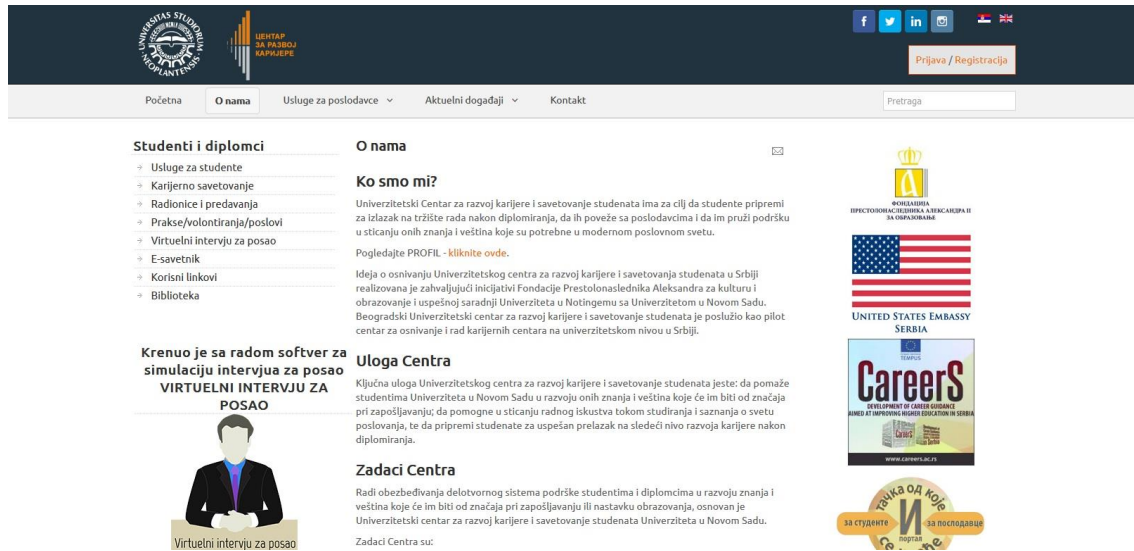 UNIVERSITAS STUDIORUM
NEOPLANTENSIS
ЦЕНТАР
ЗА РАЗВОЈ
КАРИЈЕРЕ
Prijava / Registracija
Početna
O nama
Usluge za poslodavce
Aktuelni događaji
Kontakt
Pretraga
Studenti i diplomci
Usluge za studente
Karijerno savetovanje
Radionice i predavanja
Prakse/volontiranja/poslovi
Virtuelni intervju za posao
E-savetnik
Korisni linkovi
Biblioteka
Krenuo je sa radom softver za
simulaciju intervjua za posao
VIRTUELNI INTERVJU ZA
POSAO
Virtuelni intervju za posao
O nama
Ko smo mi?
Univerzitetski Centar za razvoj karijere i savetovanje studenata ima za cilj da studente pripremi
za izlazak na tržište rada nakon diplomiranja, da ih poveže sa poslodavcima i da im pruži podršku
u sticanju onih znanja i veština koje su potrebne u modernom poslovnom svetu.
Pogledajte PROFIL - kliknite ovde.
Ideja o osnivanju Univerzitetskog centra za razvoj karijere i savetovanja studenata u Srbiji
realizovana je zahvaljujući inicijativi Fondacije Prestolonaslednika Aleksandra za kulturu i
obrazovanje i uspešnoj saradnji Univerziteta u Notingemu sa Univerzitetom u Novom Sadu.
Beogradski Univerzitetski centar za razvoj karijere i savetovanje studenata je poslužio kao pilot
centar za osnivanje i rad karijernih centara na univerzitetskom nivou u Srbiji.
Uloga Centra
Ključna uloga Univerzitetskog centra za razvoj karijere i savetovanje studenata jeste: da pomaže
studentima Univerziteta u Novom Sadu u razvoju onih znanja i veština koje će im biti od značaja
pri zapošljavanju; da pomogne u sticanju radnog iskustva tokom studiranja i saznanja o svetu
poslovanja, te da pripremi studenate za uspešan prelazak na sledeći nivo razvoja karijere nakon
diplomiranja.
Zadaci Centra
Radi obezbeđivanja delotvornog sistema podrške studentima i diplomcima u razvoju znanja i
veština koje će im biti od značaja pri zapošljavanju ili nastavku obrazovanja, osnovan je
Univerzitetski centar za razvoj karijere i savetovanje studenata Univerziteta u Novom Sadu.
Zadaci Centra su:
ФОНДАЦИЈА
ПРЕСТОЛОНАСЛЕДНИКА АЛЕКСАНДРА II
ЗА ОБРАЗОВАЊЕ
UNITED STATES EMBASSY
SERBIA
TEMPUS
CareerS
DEVELOPMENT OF CAREER GUIDANCE
AIMED AT IMPROVING HIGHER EDUCATION IN SERBIA
www.careers.ac.rs
тачка од које
за студенте
И
за послодавце
портал